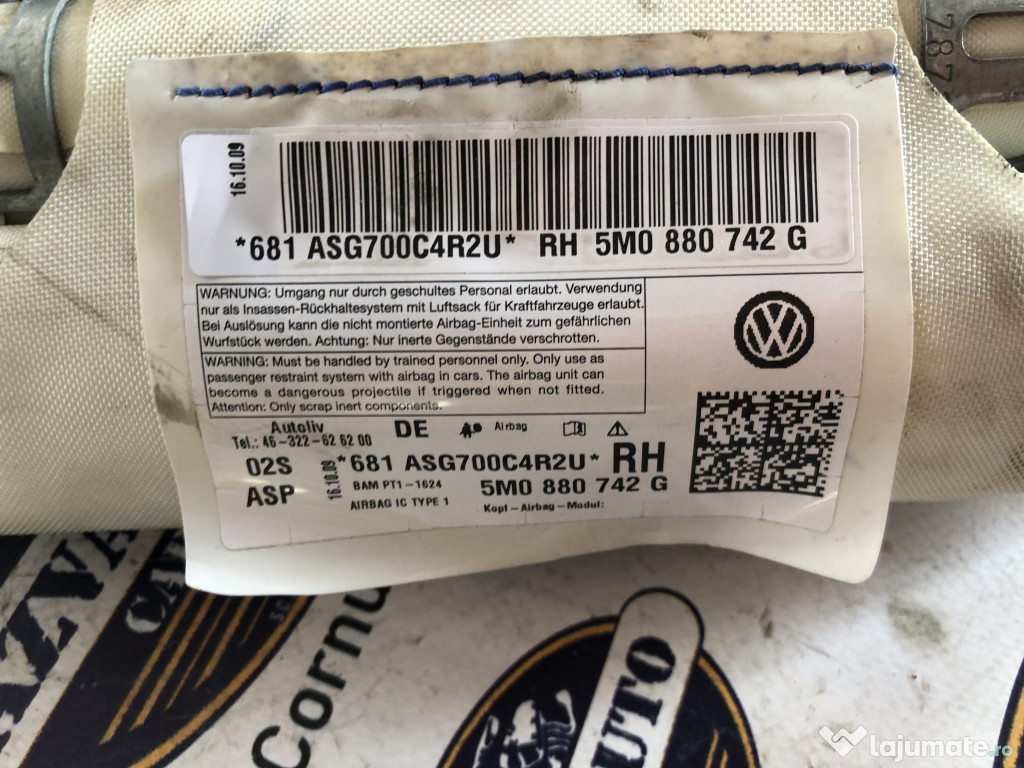 787
16.10.09
*681 ASG700C4R2U* RH 5M0 880 742 G
WARNUNG: Umgang nur durch geschultes Personal erlaubt. Verwendung
nur als Insassen-Rückhaltesystem mit Luftsack für Kraftfahrzeuge erlaubt.
Bei Auslösung kann die nicht montierte Airbag-Einheit zum gefährlichen
Wurfstück werden. Achtung: Nur inerte Gegenstände verschrotten.
WARNING: Must be handled by trained personnel only. Only use as
passenger restraint system with airbag in cars. The airbag unit can
become a dangerous projectile if triggered when not fitted.
Attention: Only scrap inert components.
Autoliv DE Airbag
Tel.: 46-322-62 62 00
02S 16.10.09 *681 ASG700C4R2U* RH
ASP BAM PT1-1624 5M0 880 742 G
AIRBAG IC TYPE 1 Kopf-Airbag-Modul:
Cornu
AUTO
lajumate.ro